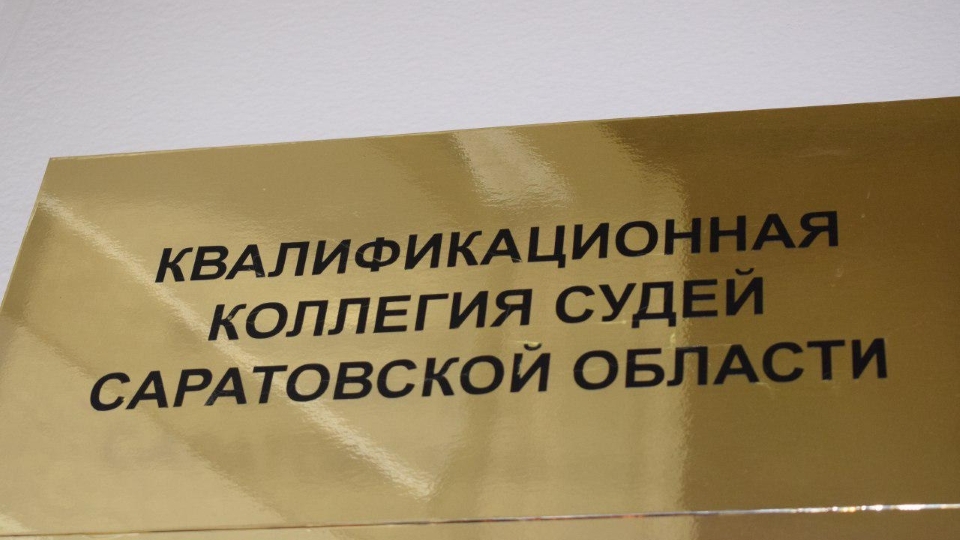 КВАЛИФИКАЦИОННАЯ
КОЛЛЕГИЯ СУДЕЙ
САРАТОВСКОЙ ОБЛАСТИ